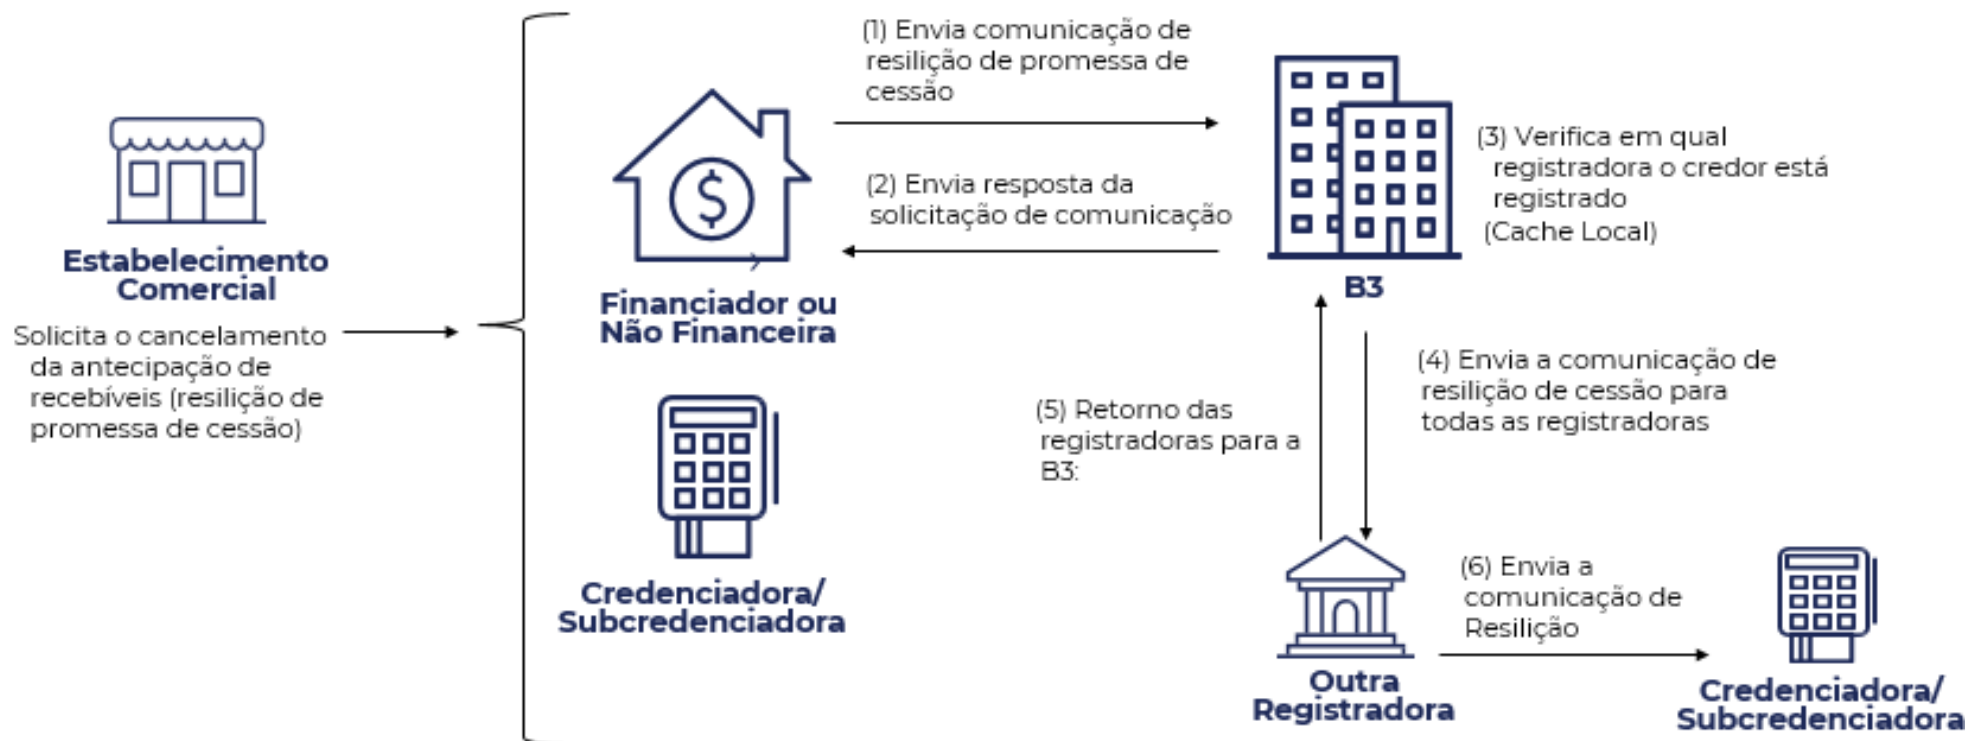 (1) Envia comunicação de
resilição de promessa de
cessão
(3) Verifica em qual
registradora o credor está
registrado
(Cache Local)
(2) Envia resposta da
solicitação de comunicação
$
Estabelecimento
Comercial
Solicita o cancelamento
da antecipação de
recebíveis (resilição de
promessa de cessão)
Financiador ou
Não Financeira
B3
(4) Envia a comunicação de
resilição de cessão para
todas as registradoras
(5) Retorno das
registradoras para a
B3:
Credenciadora/
Subcredenciadora
(6) Envia a
comunicação de
Resilição
Outra
Registradora
Credenciadora/
Subcredenciadora